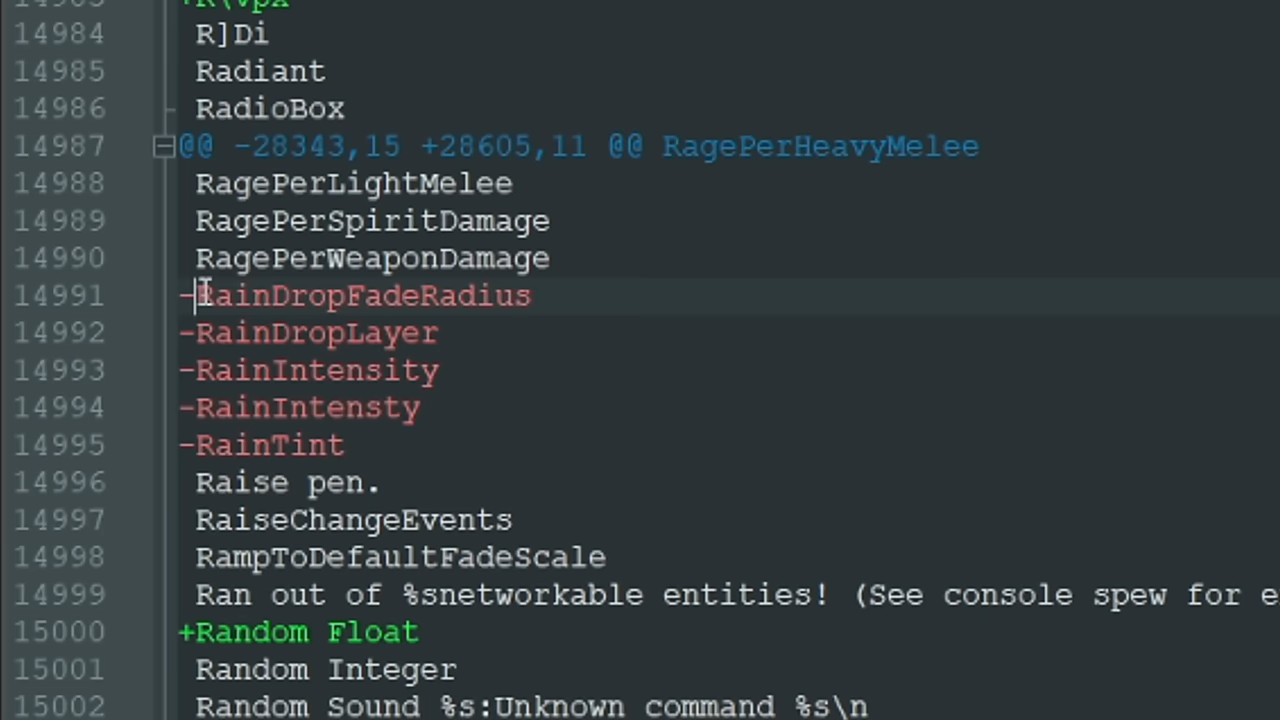 14983 +R\vpx
14984 R]Di
14985 Radiant
14986 RadioBox
14987 @@ -28343,15 +28605,11 @@ RagePerHeavyMelee
14988 RagePerLightMelee
14989 RagePerSpiritDamage
14990 RagePerWeaponDamage
14991 -RainDropFadeRadius
14992 -RainDropLayer
14993 -RainIntensity
14994 -RainIntensty
14995 -RainTint
14996 Raise pen.
14997 RaiseChangeEvents
14998 RampToDefaultFadeScale
14999 Ran out of %snetworkable entities! (See console spew for e
15000 +Random Float
15001 Random Integer
15002 Random Sound %s:Unknown command %s\n